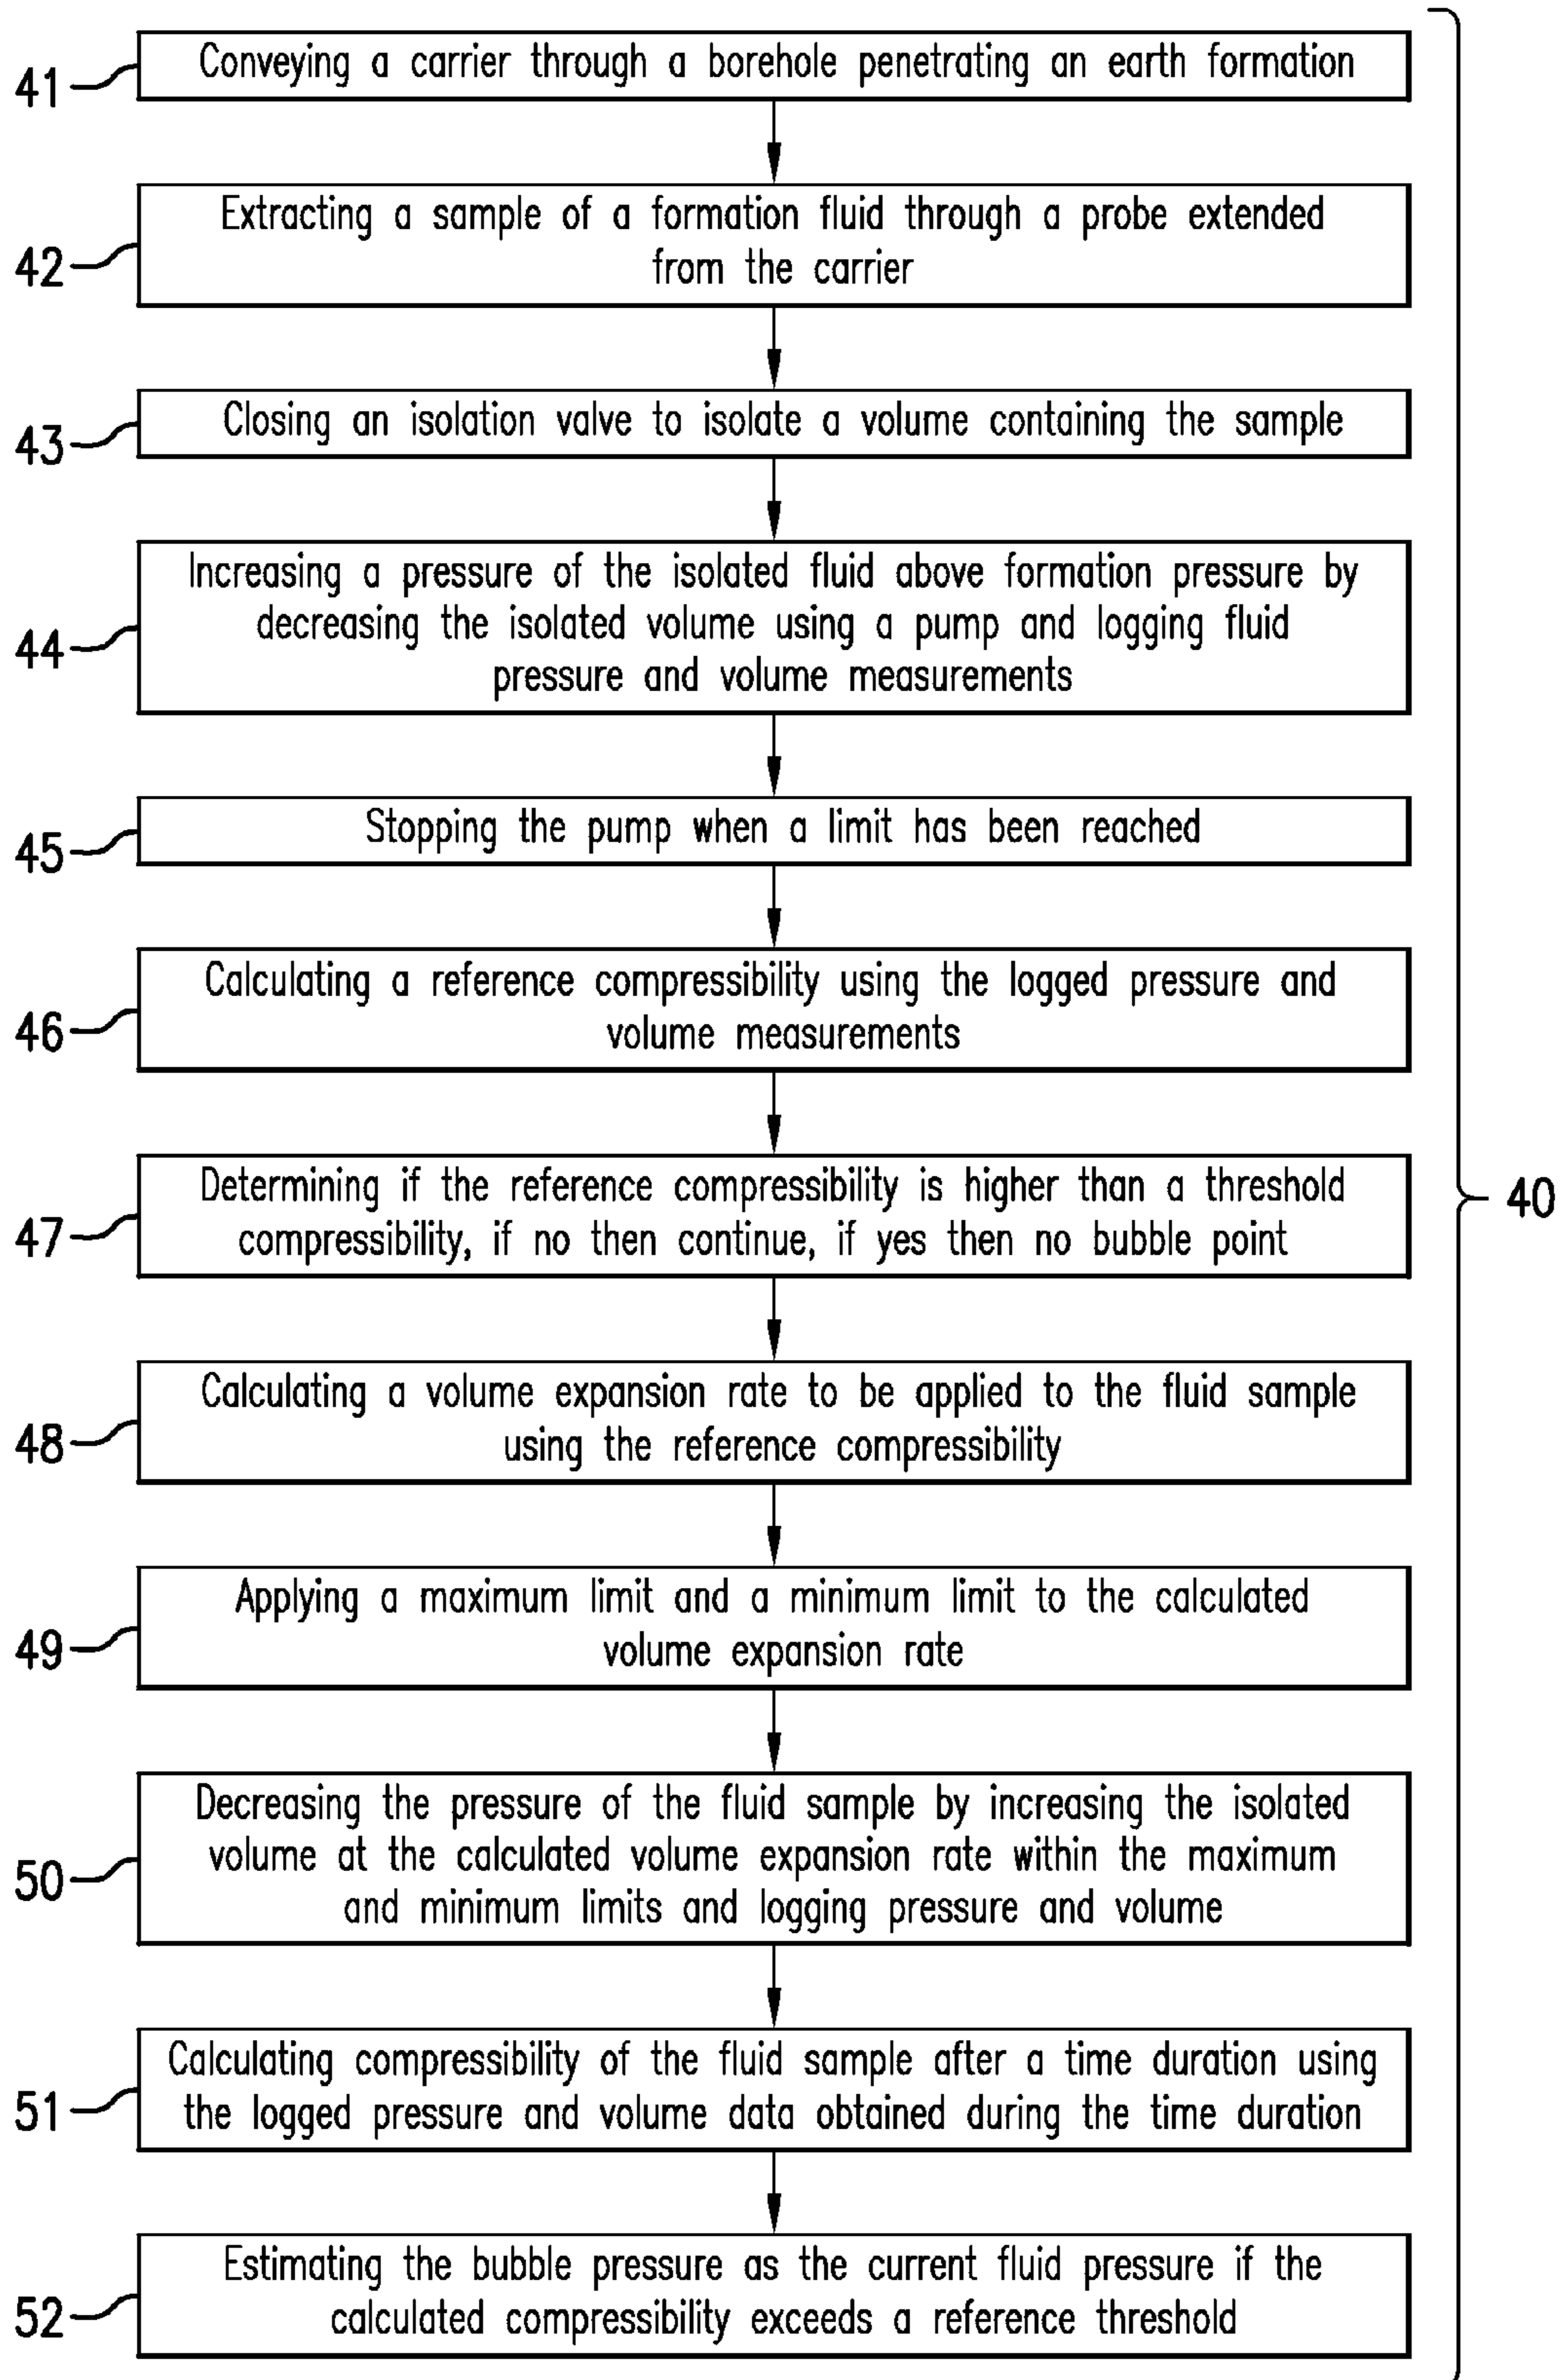 41
Conveying a carrier through a borehole penetrating an earth formation
42
Extracting a sample of a formation fluid through a probe extended
from the carrier
43
Closing an isolation valve to isolate a volume containing the sample
44
Increasing a pressure of the isolated fluid above formation pressure by
decreasing the isolated volume using a pump and logging fluid
pressure and volume measurements
45
Stopping the pump when a limit has been reached
46
Calculating a reference compressibility using the logged pressure and
volume measurements
47
Determining if the reference compressibility is higher than a threshold
compressibility, if no then continue, if yes then no bubble point
40
48
Calculating a volume expansion rate to be applied to the fluid sample
using the reference compressibility
49
Applying a maximum limit and a minimum limit to the calculated
volume expansion rate
50
Decreasing the pressure of the fluid sample by increasing the isolated
volume at the calculated volume expansion rate within the maximum
and minimum limits and logging pressure and volume
51
Calculating compressibility of the fluid sample after a time duration using
the logged pressure and volume data obtained during the time duration
52
Estimating the bubble pressure as the current fluid pressure if the
calculated compressibility exceeds a reference threshold